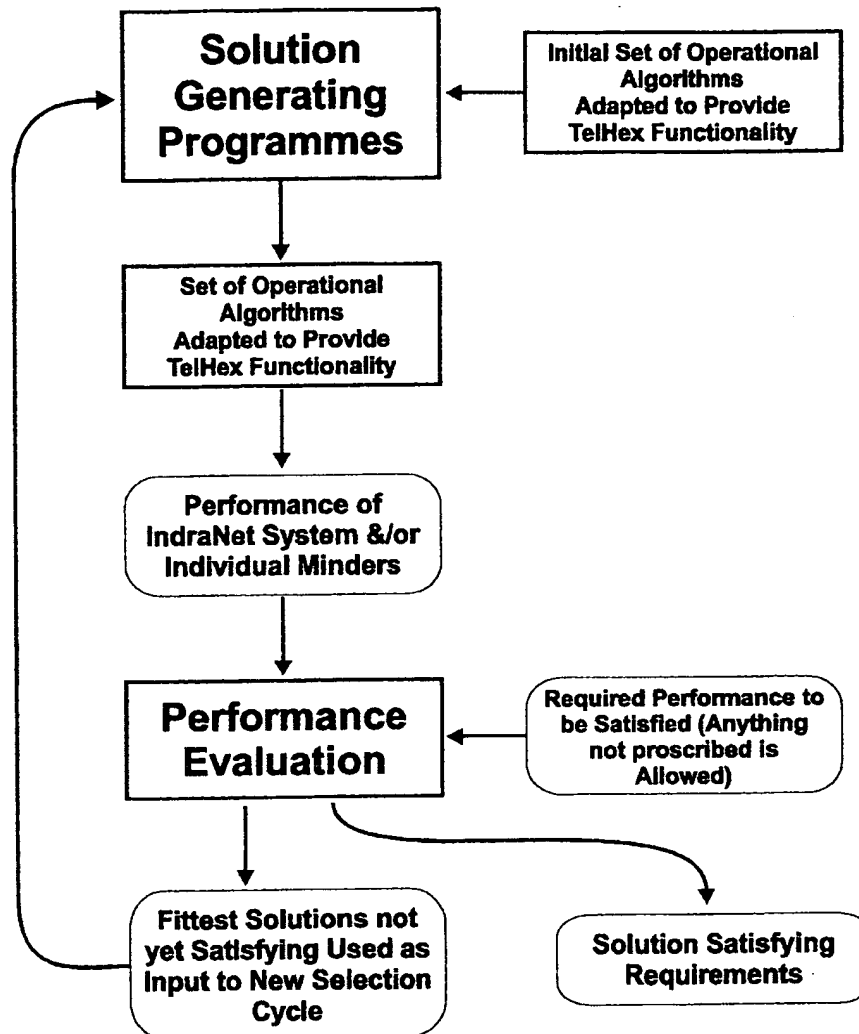 Solution
Generating
Programmes
Initial Set of Operational
Algorithms
Adapted to Provide
TelHex Functionality
Set of Operational
Algorithms
Adapted to Provide
TelHex Functionality
Performance of
IndraNet System &/or
Individual Minders
Performance
Evaluation
Required Performance to
be Satisfied (Anything
not proscribed is
Allowed)
Fittest Solutions not
yet Satisfying Used as
Input to New Selection
Cycle
Solution Satisfying
Requirements